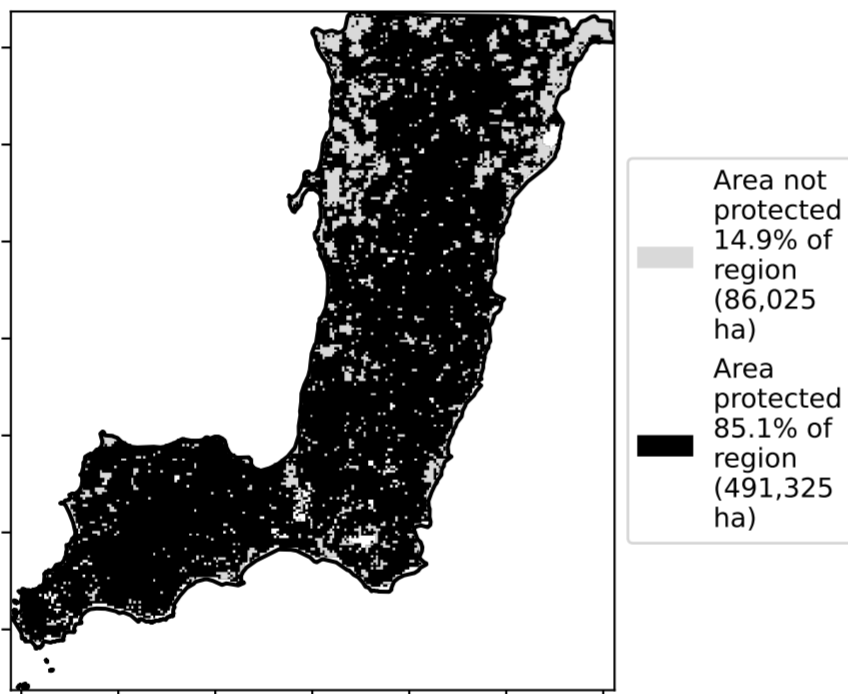 Area not
protected
14.9% of
region
(86,025
ha)
Area
protected
85.1% of
region
(491,325
ha)